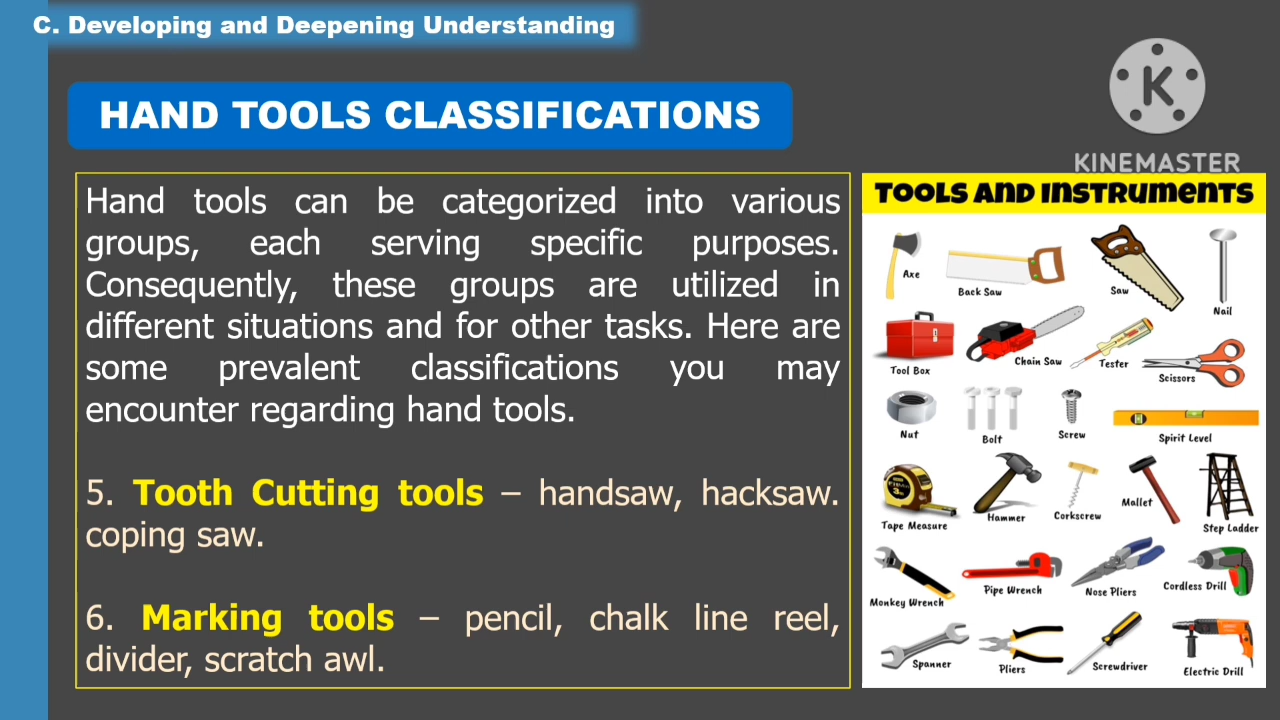 C. Developing and Deepening Understanding
HAND TOOLS CLASSIFICATIONS
K
KINEMASTER
Hand tools can be categorized into various
groups, each serving specific purposes.
Consequently, these groups are utilized in
different situations and for other tasks. Here are
some prevalent classifications you may
encounter regarding hand tools.
5. Tooth Cutting tools – handsaw, hacksaw.
coping saw.
6. Marking tools – pencil, chalk line reel,
divider, scratch awl.
TOOLS AND INSTRUMENTS
Axe
Back Saw
Saw
Nail
Tool Box
Chain Saw
Tester
Scissors
Nut
Bolt
Screw
Spirit Level
Tape Measure
Hammer
Corkscrew
Mallet
Step Ladder
Monkey Wrench
Pipe Wrench
Nose Pliers
Cordless Drill
Spanner
Pliers
Screwdriver
Electric Drill